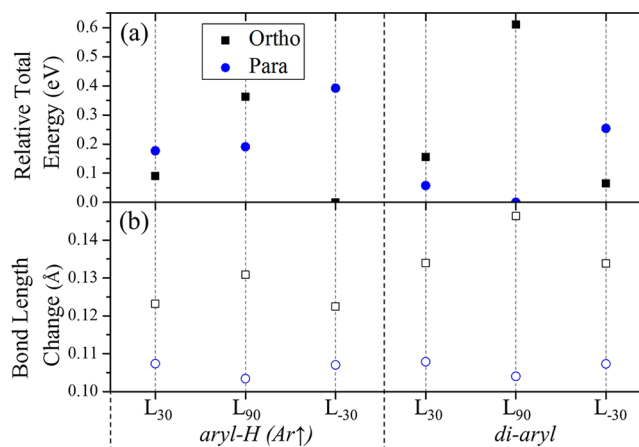 (a)
Ortho
Para
Relative Total
Energy (eV)
0.6
0.5
0.4
0.3
0.2
0.1
0.0
(b)
Bond Length
Change (Å)
0.14
0.13
0.12
0.11
0.10
L₃₀ L₉₀ L₋₃₀ L₃₀ L₉₀ L₋₃₀
aryl-H (Ar↑) di-aryl